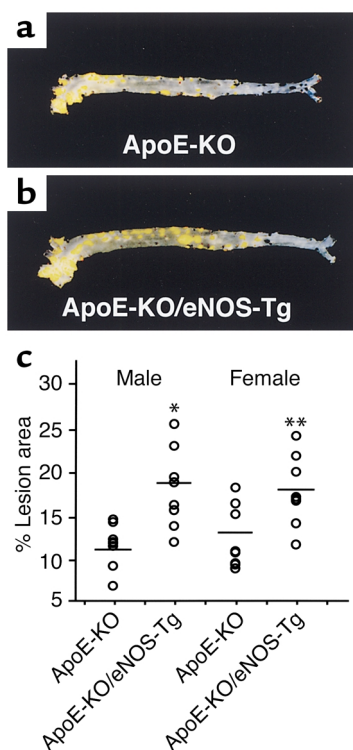 a
ApoE-KO
b
ApoE-KO/eNOS-Tg
c
Male Female
% Lesion area
30
25
20
15
10
5
*
**
ApoE-KO
ApoE-KO/eNOS-Tg
ApoE-KO
ApoE-KO/eNOS-Tg